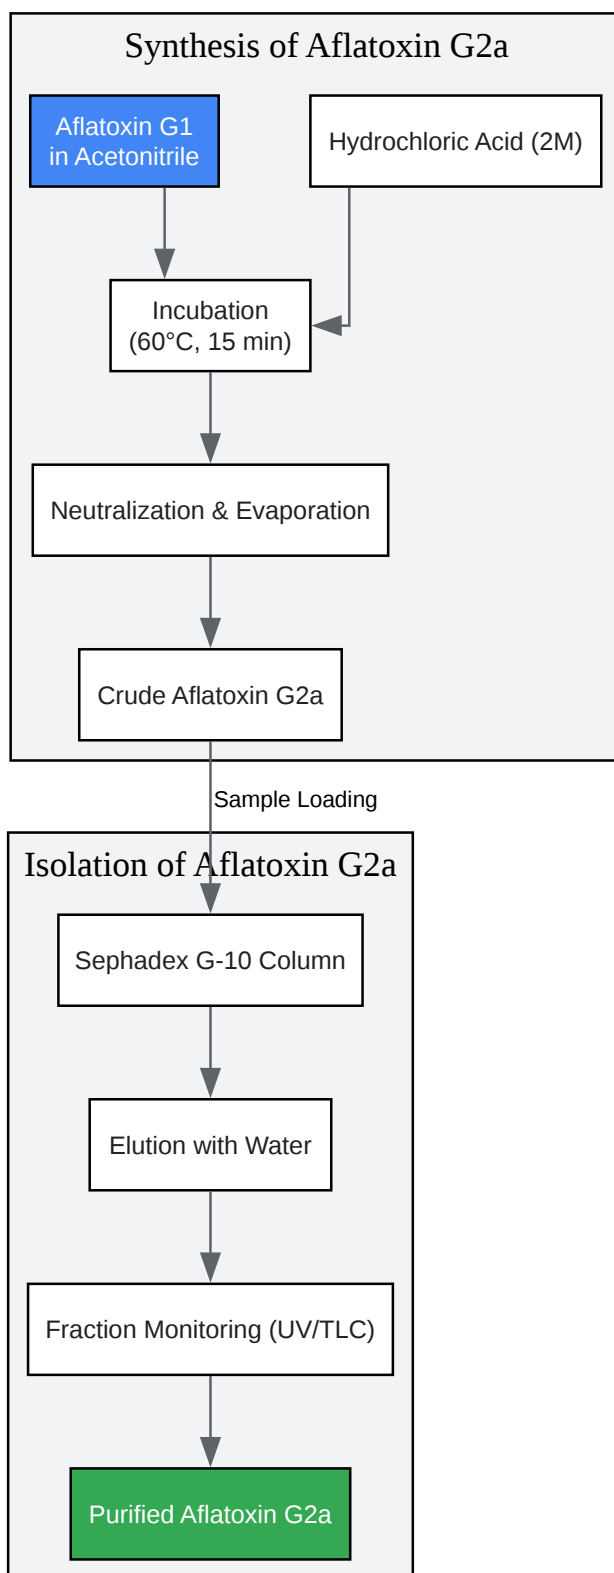 Synthesis of Aflatoxin G2a
Aflatoxin G1
in Acetonitrile
Hydrochloric Acid (2M)
Incubation
(60°C, 15 min)
Neutralization & Evaporation
Crude Aflatoxin G2a
Sample Loading
Isolation of Aflatoxin G2a
Sephadex G-10 Column
Elution with Water
Fraction Monitoring (UV/TLC)
Purified Aflatoxin G2a